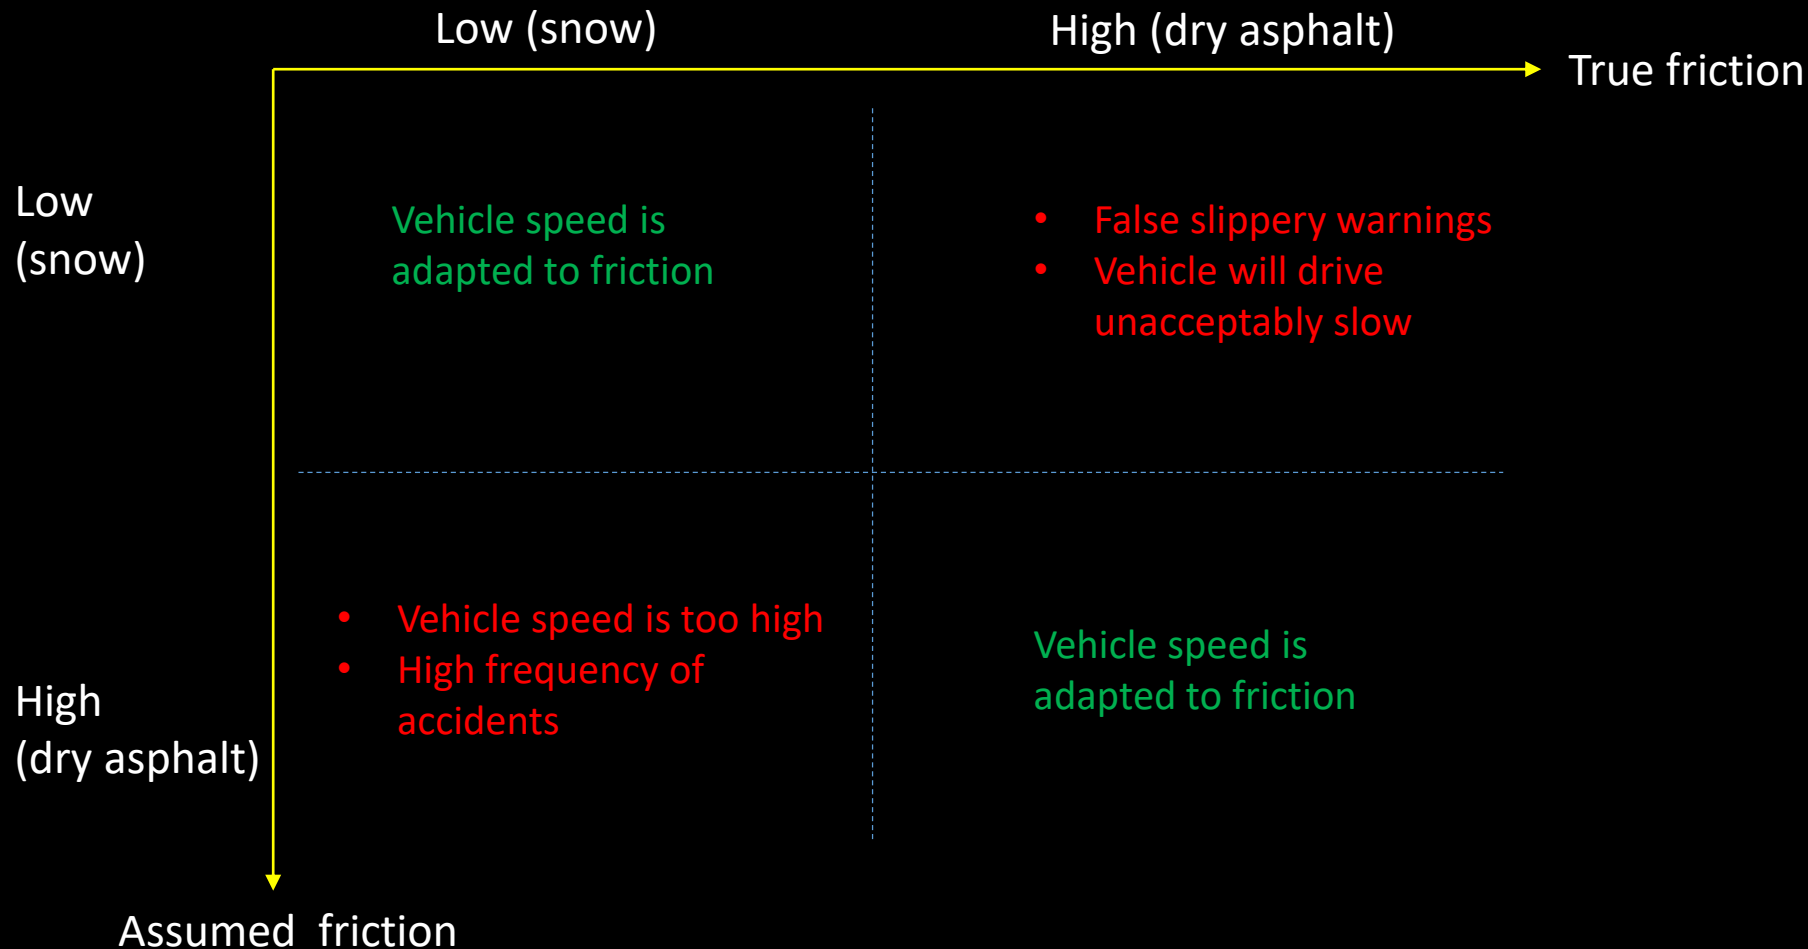 Low (snow)
High (dry asphalt)
True friction
Low
(snow)
Vehicle speed is
adapted to friction
• False slippery warnings
• Vehicle will drive
unacceptably slow
High
(dry asphalt)
• Vehicle speed is too high
• High frequency of
accidents
Vehicle speed is
adapted to friction
Assumed friction